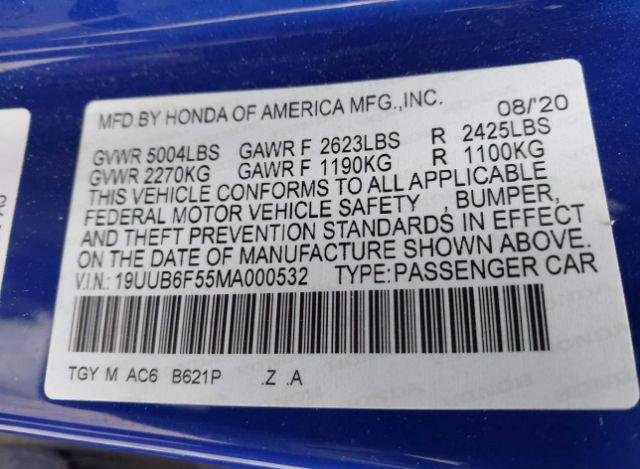 MFD.BY HONDA OF AMERICA MFG.,INC. 08/'20
GVWR 5004LBS GAWR F 2623LBS R 2425LBS
GVWR 2270KG GAWR F 1190KG R 1100KG
THIS VEHICLE CONFORMS TO ALL APPLICABLE
FEDERAL MOTOR VEHICLE SAFETY , BUMPER,
AND THEFT PREVENTION STANDARDS IN EFFECT
ON THE DATE OF MANUFACTURE SHOWN ABOVE.
V.I.N.: 19UUB6F55MA000532 TYPE:PASSENGER CAR
TGY M AC6 B621P .Z .A